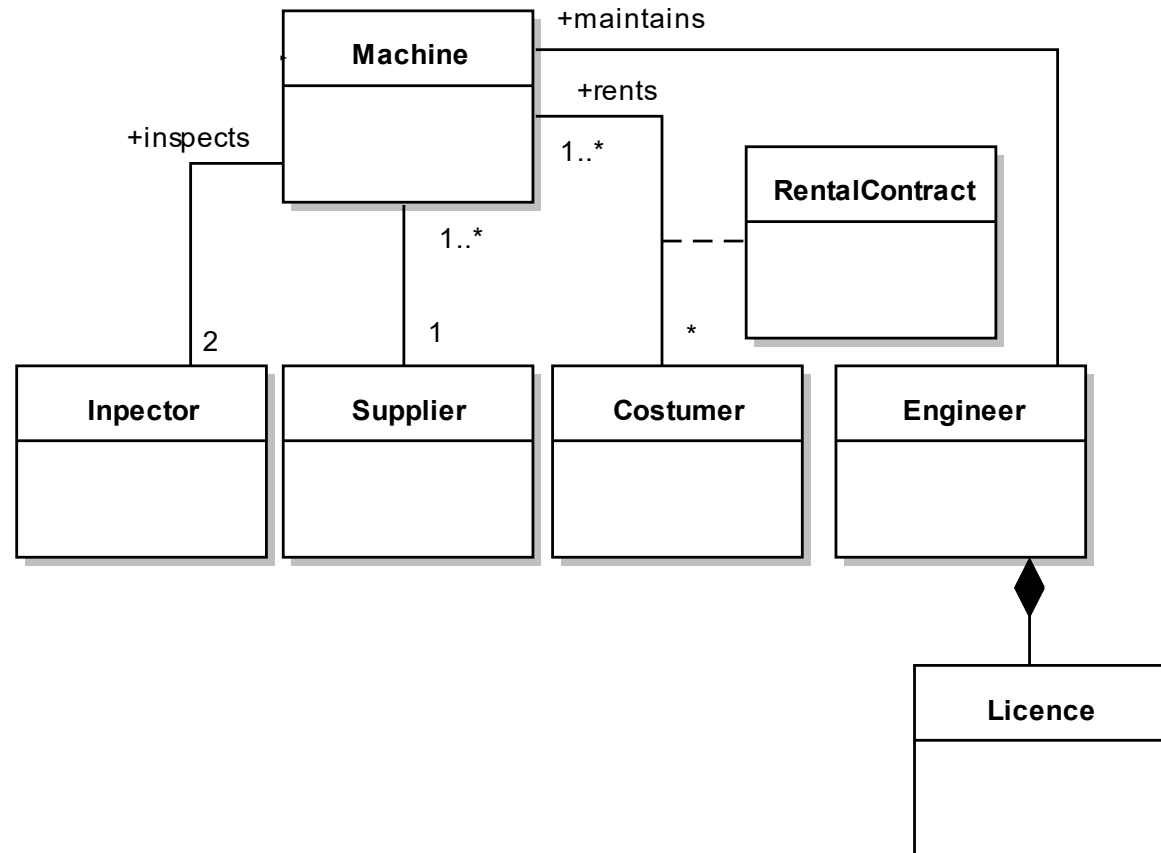 +maintains
Machine
+rents
+inspects
1..*
RentalContract
1..*
2
1
*
Inpector
Supplier
Costumer
Engineer
Licence